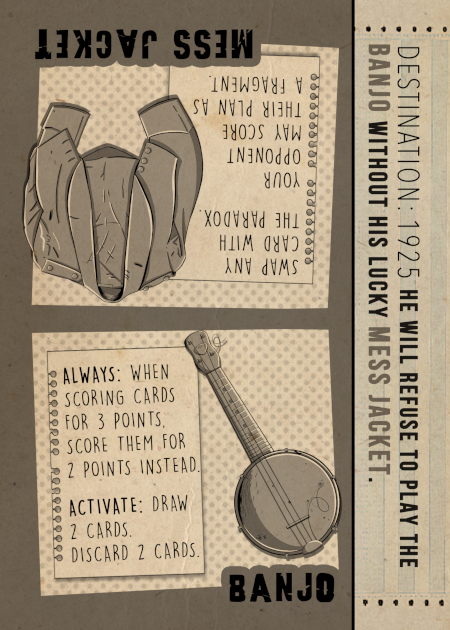 MESS JACKET
SWAP ANY
CARD WITH
THE PARADOX.
YOUR
OPPONENT
MAY SCORE
THEIR PLAN AS
A FRAGMENT.
ALWAYS: WHEN
SCORING CARDS
FOR 3 POINTS,
SCORE THEM FOR
2 POINTS INSTEAD.
ACTIVATE: DRAW
2 CARDS.
DISCARD 2 CARDS.
BANJO
DESTINATION: 1925 HE WILL REFUSE TO PLAY THE
BANJO WITHOUT HIS LUCKY MESS JACKET.